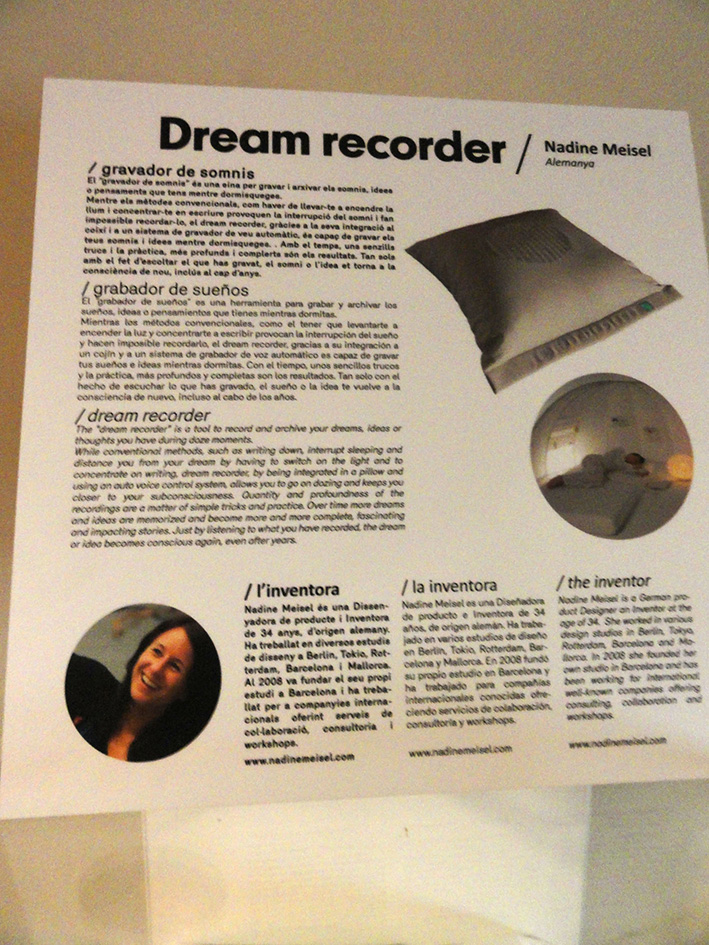 Dream recorder / Nadine Meisel
Alemanya
/ gravador de somnis
El "gravador de somnis" és una eina per gravar i arxivar els somnis, idees
o pensaments que tens mentre dormisqueges.
Mentre els métodes convencionals, com haver de llevar-te a encendre la
llum i concentrar-te en escriure provoquen la interrupció del somni i fan
impossible recordar-lo, el dream recorder, gràcies a la seva integració al
coixí i a un sistema de gravador de veu automàtic, és capaç de gravar els
teus somnis i idees mentre dormisqueges. . Amb el temps, uns senzills
trucs i la pràctica, més profunds i complerts són els resultats. Tan sols
amb el fet d'escoltar el que has gravat, el somni o l'idea et torna a la
consciència de nou, inclús al cap d'anys.
/ grabador de sueños
El "grabador de sueños" es una herramienta para grabar y archivar los
sueños, ideas o pensamientos que tienes mientras dormitas.
Mientras los métodos convencionales, como el tener que levantarte a
encender la luz y concentrarte a escribir provocan la interrupción del sueño
y hacen imposible recordarlo, el dream recorder, gracias a su integración a
un cojín y a un sistema de grabador de voz automático es capaz de gravar
tus sueños e ideas mientras dormitas. Con el tiempo, unos sencillos trucos
y la práctica, más profundos y completas son los resultados. Tan solo con el
hecho de escuchar lo que has gravado, el sueño o la idea te vuelve a la
consciencia de nuevo, incluso al cabo de los años.
/ dream recorder
The "dream recorder" is a tool to record and archive your dreams, ideas or
thoughts you have during doze moments.
While conventional methods, such as writing down, interrupt sleeping and
distance you from your dream by having to switch on the light and to
concentrate on writing, dream recorder, by being integrated in a pillow and
using an auto voice control system, allows you to go on dozing and keeps you
closer to your subconsciousness. Quantity and profoundness of the
recordings are a matter of simple tricks and practice. Over time more dreams
and ideas are memorized and become more and more complete, fascinating
and impacting stories. Just by listening to what you have recorded, the dream
or idea becomes conscious again, even after years.
/ l'inventora
Nadine Meisel és una Dissen-
yadora de producte i Inventora
de 34 anys, d'origen alemany.
Ha treballat en diversos estudis
de disseny a Berlin, Tokio, Rot-
terdam, Barcelona i Mallorca.
Al 2008 va fundar el seu propi
estudi a Barcelona i ha treba-
llat per a companyies interna-
cionals oferint serveis de
col·laboració, consultoria i
workshops.
www.nadinemeisel.com
/ la inventora
Nadine Meisel es una Diseñadora
de producto e Inventora de 34
años, de origen alemán. Ha traba-
jado en varios estudios de diseño
en Berlin, Tokio, Rotterdam, Bar-
celona y Mallorca. En 2008 fundó
su propio estudio en Barcelona y
ha trabajado para compañias
internacionales conocidas ofre-
ciendo servicios de colaboración,
consultoria y workshops.
www.nadinemeisel.com
/ the inventor
Nadine Meisel is a German pro-
duct Designer an Inventor at the
age of 34. She worked in various
design studios in Berlin, Tokyo,
Rotterdam, Barcelona and Ma-
llorca. In 2008 she founded her
own studio in Barcelona and has
been working for international
well-known companies offering
consulting, collaboration and
workshops.
www.nadinemeisel.com